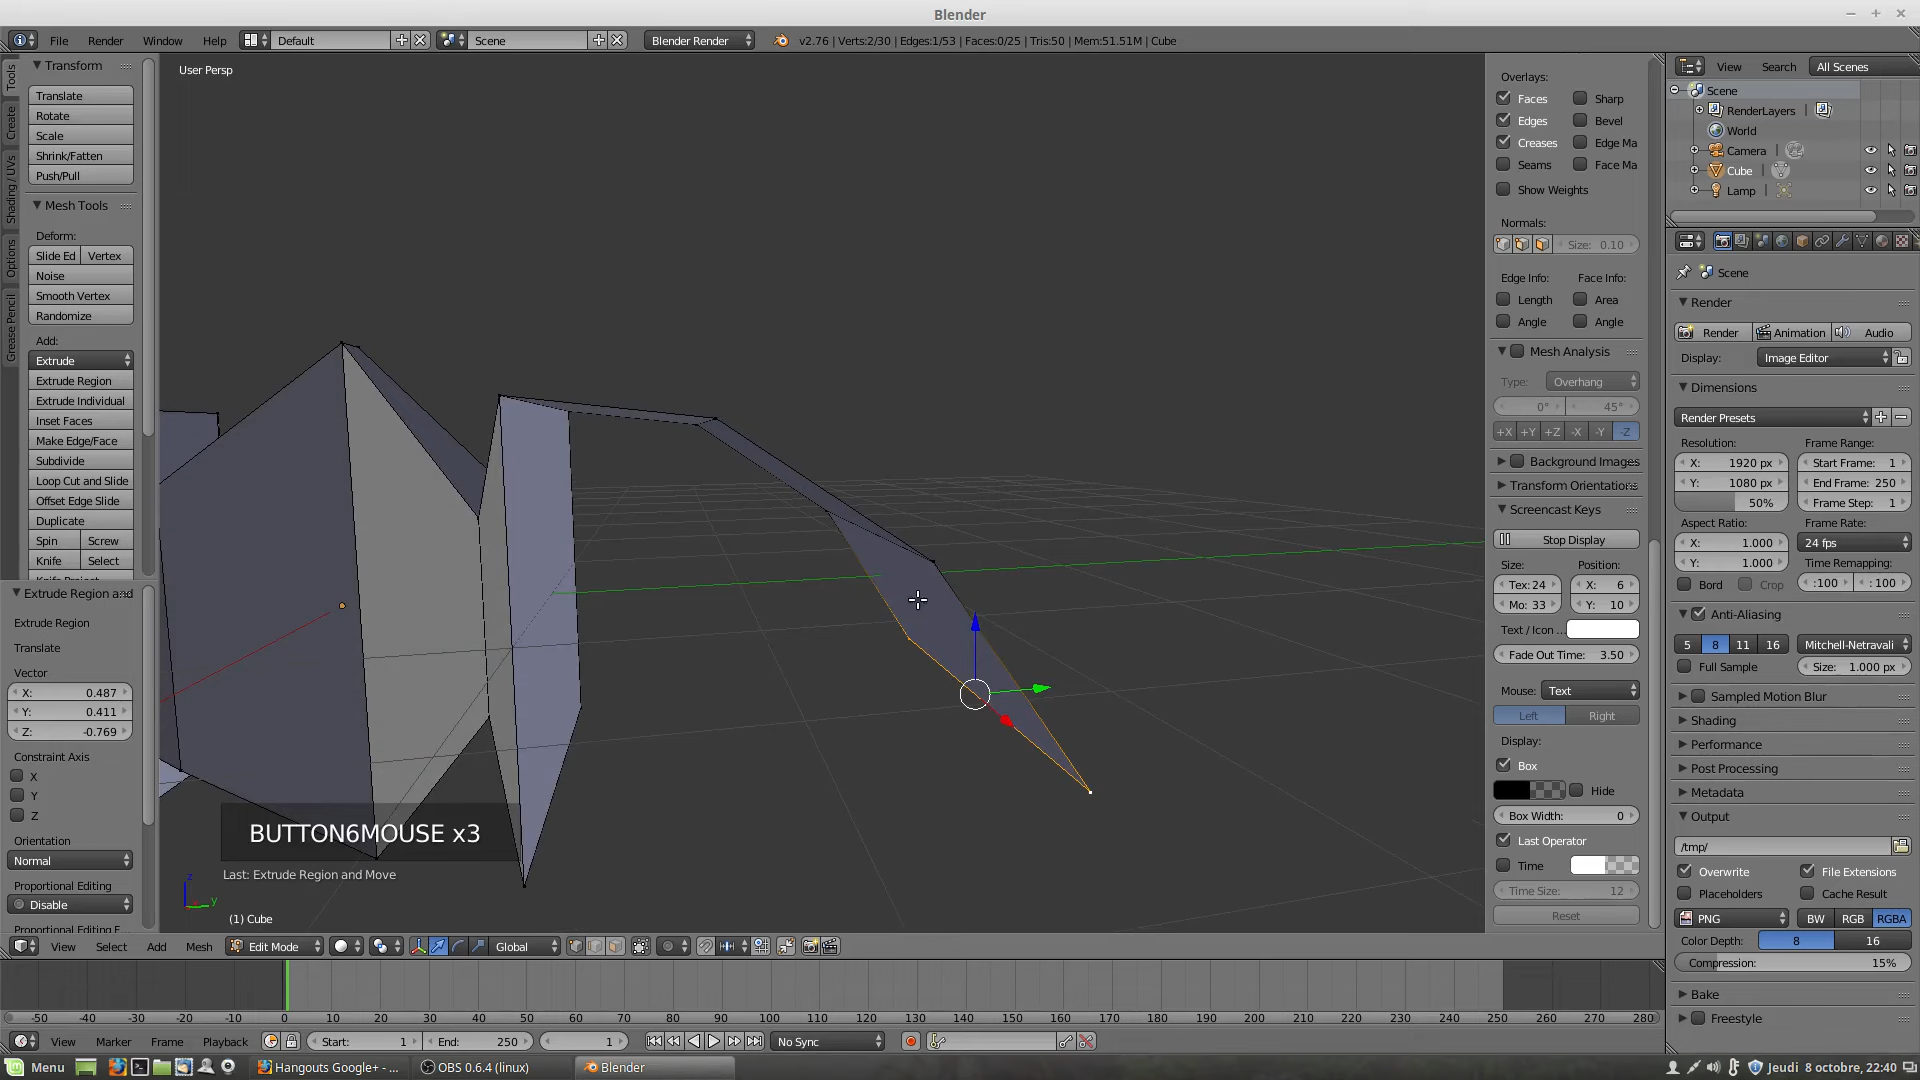 Blender
File Render Window Help Default Scene Blender Render v2.76 | Verts:2/30 | Edges:1/53 | Faces:0/25 | Tris:50 | Mem:51.51M | Cube
Tools
Create
Shading / UVs
Options
Grease Pencil
Transform
Translate
Rotate
Scale
Shrink/Fatten
Push/Pull
Mesh Tools
Deform:
Slide Ed Vertex
Noise
Smooth Vertex
Randomize
Add:
Extrude
Extrude Region
Extrude Individual
Inset Faces
Make Edge/Face
Subdivide
Loop Cut and Slide
Offset Edge Slide
Duplicate
Spin Screw
Knife Select
Knife Project
Extrude Region and
Extrude Region
Translate
Vector
X: 0.487
Y: 0.411
Z: -0.769
Constraint Axis
X
Y
Z
Orientation
Normal
Proportional Editing
Disable
Proportional Editing F
User Persp
BUTTON6MOUSE x3
Last: Extrude Region and Move
z
y
(1) Cube
Overlays:
Faces Sharp
Edges Bevel
Creases Edge Ma
Seams Face Ma
Show Weights
Normals:
Size: 0.10
Edge Info: Face Info:
Length Area
Angle Angle
Mesh Analysis
Type: Overhang
0° 45°
+X +Y +Z -X -Y -Z
Background Images
Transform Orientations
Screencast Keys
Stop Display
Size: Position:
Tex: 24 X: 6
Mo: 33 Y: 10
Text / Icon ...
Fade Out Time: 3.50
Mouse: Text
Left Right
Display:
Box
Hide
Box Width: 0
Last Operator
Time
Time Size: 12
Reset
View Search All Scenes
Scene
RenderLayers |
World
Camera |
Cube |
Lamp |
Scene
Render
Render Animation Audio
Display: Image Editor
Dimensions
Render Presets
Resolution: Frame Range:
X: 1920 px Start Frame: 1
Y: 1080 px End Frame: 250
50% Frame Step: 1
Aspect Ratio: Frame Rate:
X: 1.000 24 fps
Y: 1.000 Time Remapping:
Bord Crop :100 :100
Anti-Aliasing
5 8 11 16 Mitchell-Netravali
Full Sample Size: 1.000 px
Sampled Motion Blur
Shading
Performance
Post Processing
Metadata
Output
/tmp/
Overwrite File Extensions
Placeholders Cache Result
PNG BW RGB RGBA
Color Depth: 8 16
Compression: 15%
Bake
Freestyle
View Select Add Mesh Edit Mode Global
-50 -40 -30 -20 -10 0 10 20 30 40 50 60 70 80 90 100 110 120 130 140 150 160 170 180 190 200 210 220 230 240 250 260 270 280
View Marker Frame Playback Start: 1 End: 250 1 No Sync
Menu Hangouts Google+ - ... OBS 0.6.4 (linux) Blender Jeudi 8 octobre, 22:40